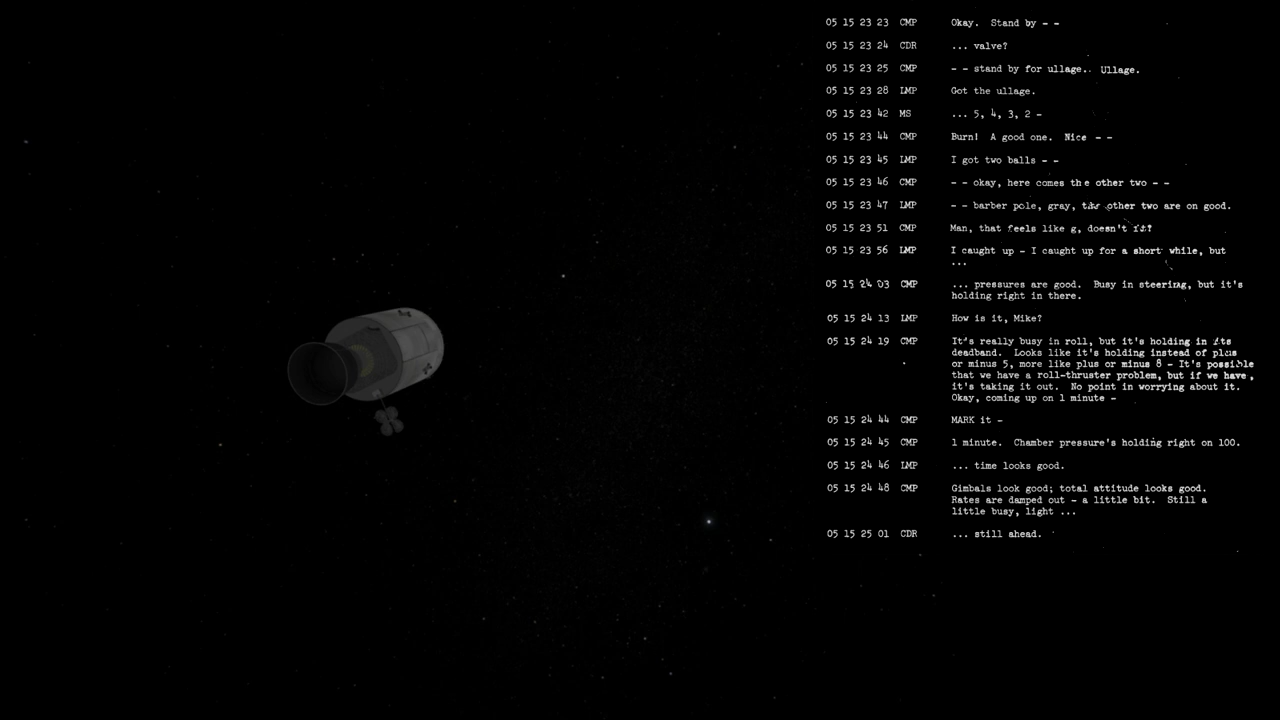 05 15 23 23 CMP Okay. Stand by - -
05 15 23 24 CDR ... valve?
05 15 23 25 CMP - - stand by for ullage. Ullage.
05 15 23 28 LMP Got the ullage.
05 15 23 42 MS ... 5, 4, 3, 2 -
05 15 23 44 CMP Burn! A good one. Nice - -
05 15 23 45 LMP I got two balls - -
05 15 23 46 CMP - - okay, here comes the other two - -
05 15 23 47 LMP - - barber pole, gray, the other two are on good.
05 15 23 51 CMP Man, that feels like g, doesn't it?
05 15 23 56 LMP I caught up - I caught up for a short while, but
...
05 15 24 03 CMP ... pressures are good. Busy in steering, but it's
holding right in there.
05 15 24 13 LMP How is it, Mike?
05 15 24 19 CMP It's really busy in roll, but it's holding in its
deadband. Looks like it's holding instead of plus
or minus 5, more like plus or minus 8 - It's possible
that we have a roll-thruster problem, but if we have,
it's taking it out. No point in worrying about it.
Okay, coming up on 1 minute -
05 15 24 44 CMP MARK it -
05 15 24 45 CMP 1 minute. Chamber pressure's holding right on 100.
05 15 24 46 LMP ... time looks good.
05 15 24 48 CMP Gimbals look good; total attitude looks good.
Rates are damped out - a little bit. Still a
little busy, light ...
05 15 25 01 CDR ... still ahead.